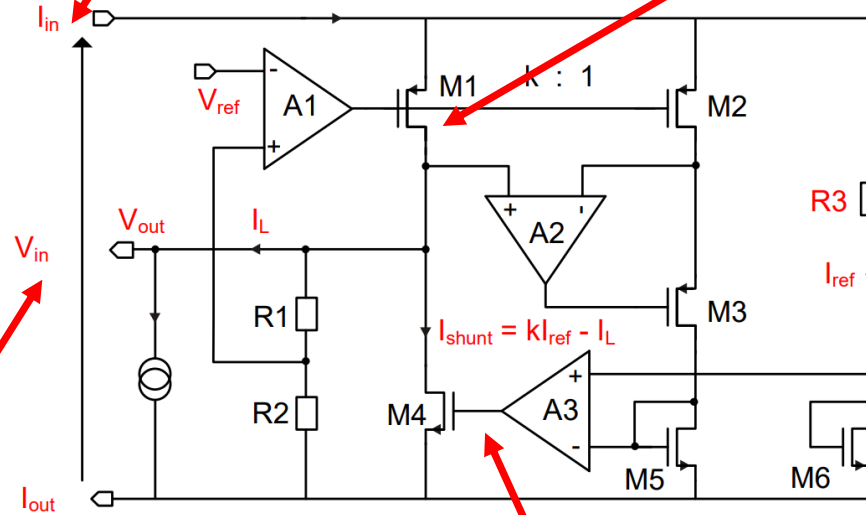 Iin
Vref
- A1
+
M1
k : 1
M2
+ A2 -
R3
Vout
IL
Vin
R1
M3
Iref
Ishunt = kIref - IL
R2
M4
+
A3
-
M5
M6
Iout